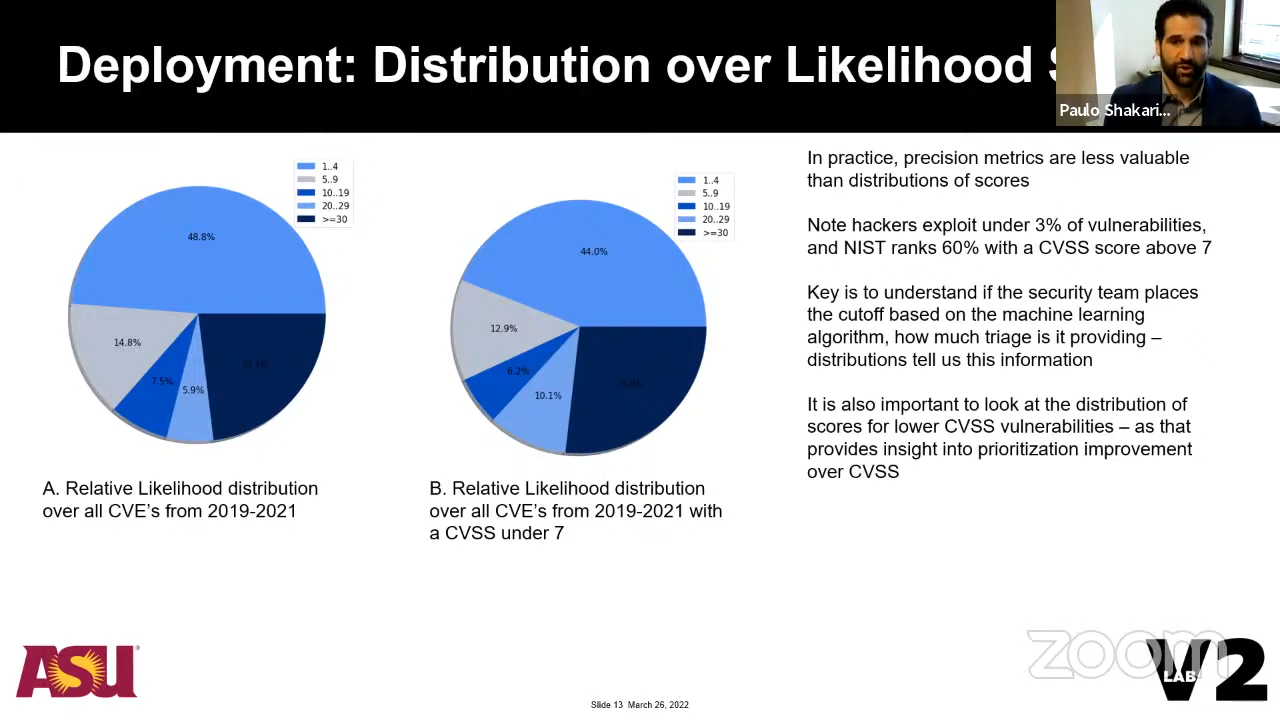 Deployment: Distribution over Likelihood
Paulo Shakari...
1..4
5..9
10..19
20..29
>=30
48.8%
14.8%
7.5%
5.9%
A. Relative Likelihood distribution
over all CVE's from 2019-2021
1..4
5..9
10..19
20..29
>=30
44.0%
12.9%
6.2%
10.1%
B. Relative Likelihood distribution
over all CVE's from 2019-2021 with
a CVSS under 7
In practice, precision metrics are less valuable
than distributions of scores
Note hackers exploit under 3% of vulnerabilities,
and NIST ranks 60% with a CVSS score above 7
Key is to understand if the security team places
the cutoff based on the machine learning
algorithm, how much triage is it providing –
distributions tell us this information
It is also important to look at the distribution of
scores for lower CVSS vulnerabilities – as that
provides insight into prioritization improvement
over CVSS
ASU
Slide 13 March 26, 2022
zoom
V2
LAB